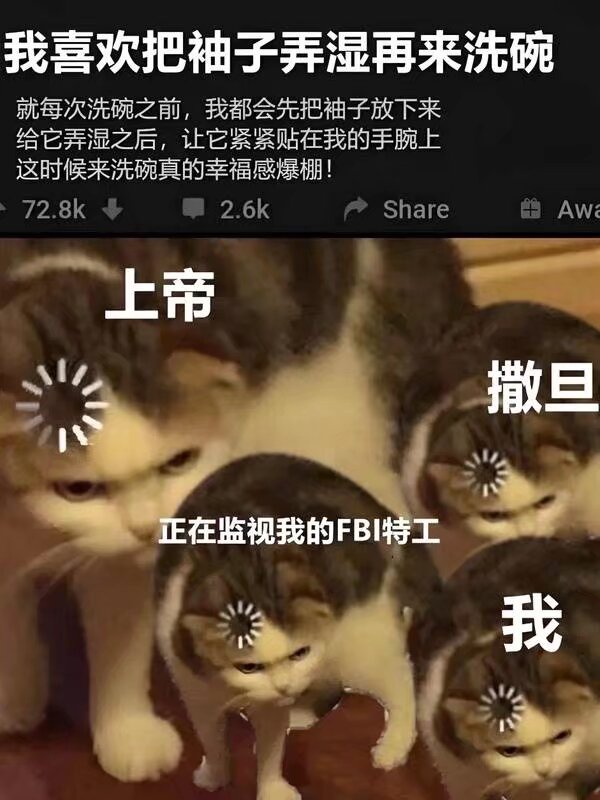 我喜欢把袖子弄湿再来洗碗
就每次洗碗之前，我都会先把袖子放下来
给它弄湿之后，让它紧紧贴在我的手腕上
这时候来洗碗真的幸福感爆棚！
72.8k 2.6k Share Awa
上帝
撒旦
正在监视我的FBI特工
我